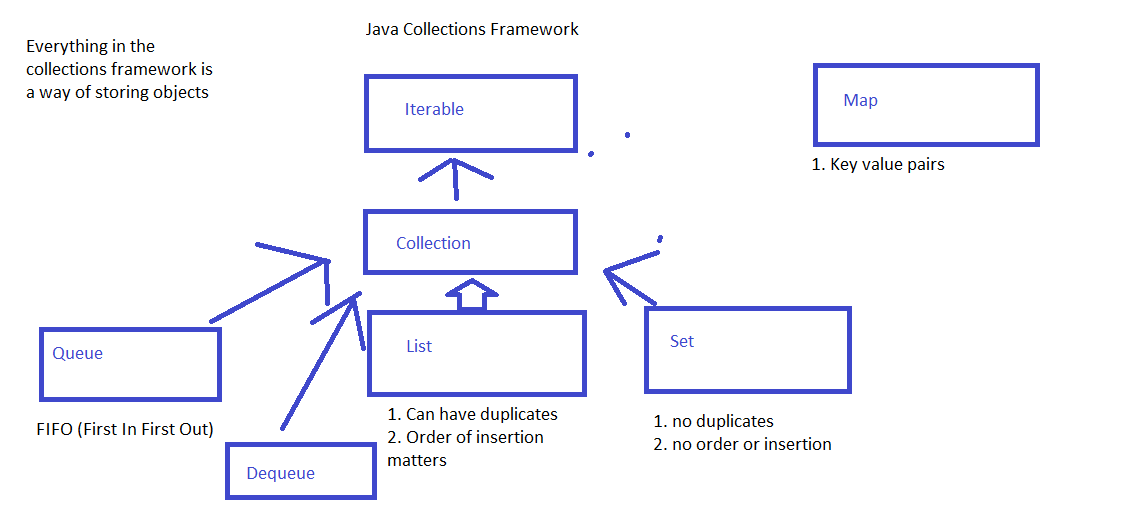 Java Collections Framework
Everything in the
collections framework is
a way of storing objects
Iterable
Map
1. Key value pairs
Collection
Queue
List
Set
FIFO (First In First Out)
1. Can have duplicates
2. Order of insertion
matters
1. no duplicates
2. no order or insertion
Dequeue